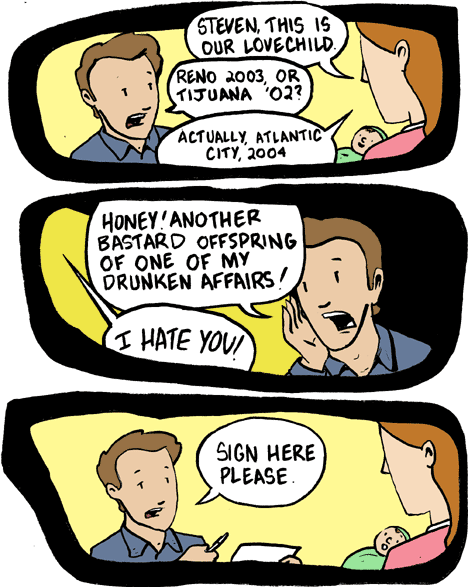 STEVEN, THIS IS
OUR LOVECHILD.
RENO 2003, OR
TIJUANA '02?
ACTUALLY, ATLANTIC
CITY, 2004
HONEY! ANOTHER
BASTARD OFFSPRING
OF ONE OF MY
DRUNKEN AFFAIRS!
I HATE YOU!
SIGN HERE
PLEASE.